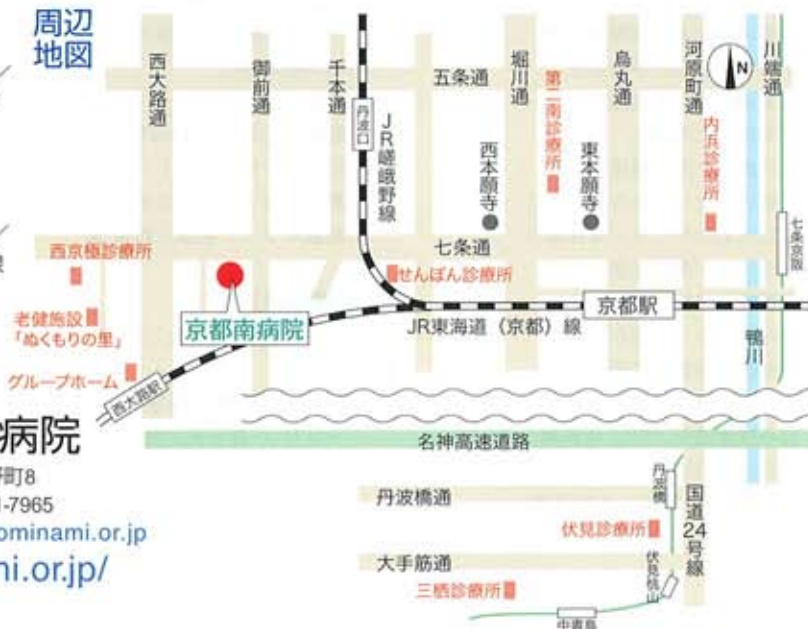 周辺
地図
西大路通
御前通
千本通
丹波口
JR嵯峨野線
五条通
堀川通
第二南診療所
烏丸通
河原町通
N
川端通
内浜診療所
西本願寺
東本願寺
七条京阪
七条通
西京極診療所
せんぼん診療所
京都駅
老健施設
「ぬくもりの里」
京都南病院
JR東海道（京都）線
鴨川
グループホーム
西大路駅
病院
町8
-7965
ominami.or.jp
ni.or.jp/
名神高速道路
丹波橋通
丹波橋
国道24号線
伏見診療所
大手筋通
伏見桃山
三栖診療所
中書島